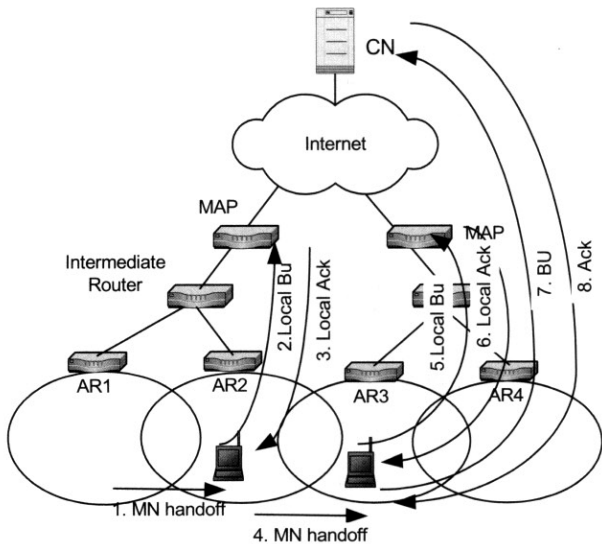 CN
Internet
MAP
MAP
Intermediate
Router
2.Local Bu
3. Local Ack
5.Local Bu
6. Local Ack
7. BU
8. Ack
AR1
AR2
AR3
AR4
1. MN handoff
4. MN handoff